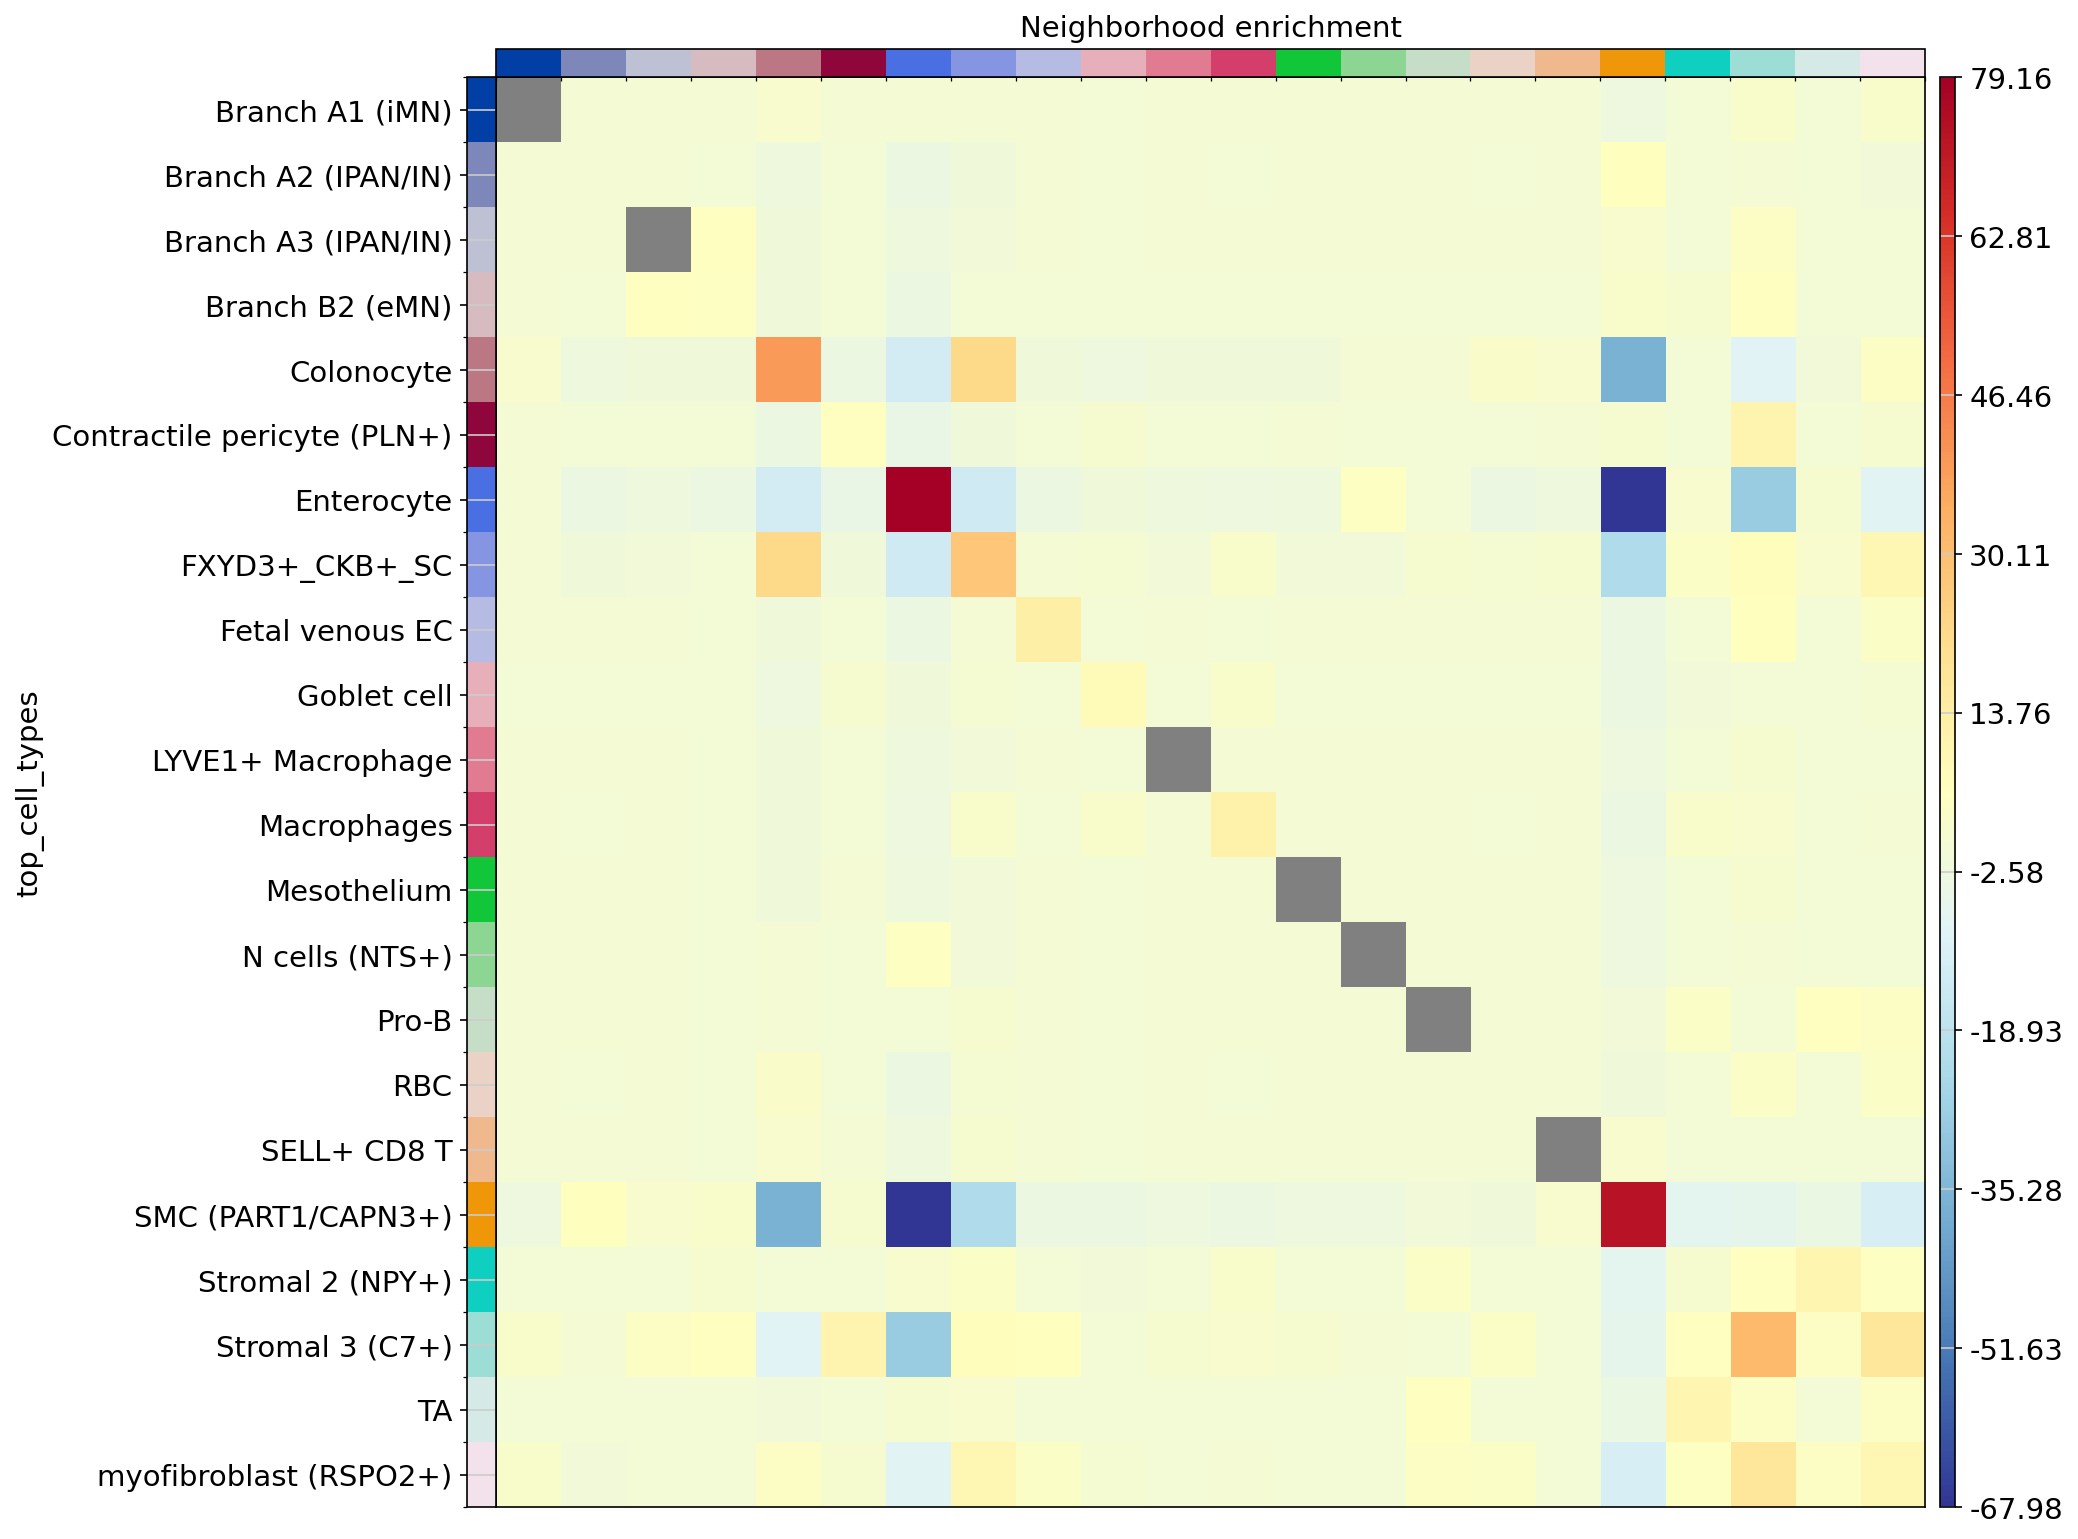 Neighborhood enrichment
Branch A1 (iMN)
Branch A2 (IPAN/IN)
Branch A3 (IPAN/IN)
Branch B2 (eMN)
Colonocyte
Contractile pericyte (PLN+)
Enterocyte
FXYD3+_CKB+_SC
Fetal venous EC
Goblet cell
LYVE1+ Macrophage
Macrophages
Mesothelium
N cells (NTS+)
Pro-B
RBC
SELL+ CD8 T
SMC (PART1/CAPN3+)
Stromal 2 (NPY+)
Stromal 3 (C7+)
TA
myofibroblast (RSPO2+)
top_cell_types
79.16
62.81
46.46
30.11
13.76
-2.58
-18.93
-35.28
-51.63
-67.98